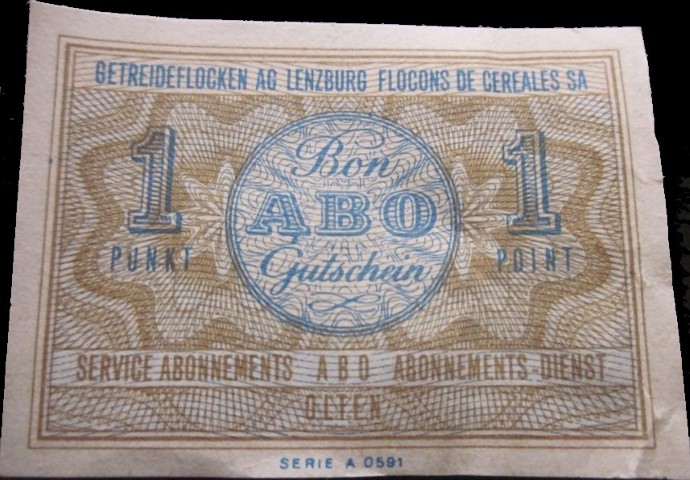 GETREIDEFLOCKEN AG LENZBURG FLOCONS DE CEREALES SA
1 Bon 1
ABO
PUNKT Gutschein POINT
SERVICE ABONNEMENTS ABO ABONNEMENTS-DIENST
OLTEN
SERIE A 0591